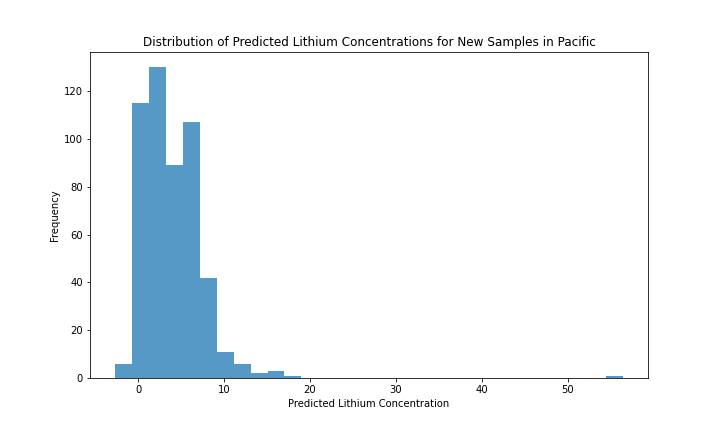 Distribution of Predicted Lithium Concentrations for New Samples in Pacific
120
100
80
60
40
20
0
Frequency
0 10 20 30 40 50
Predicted Lithium Concentration